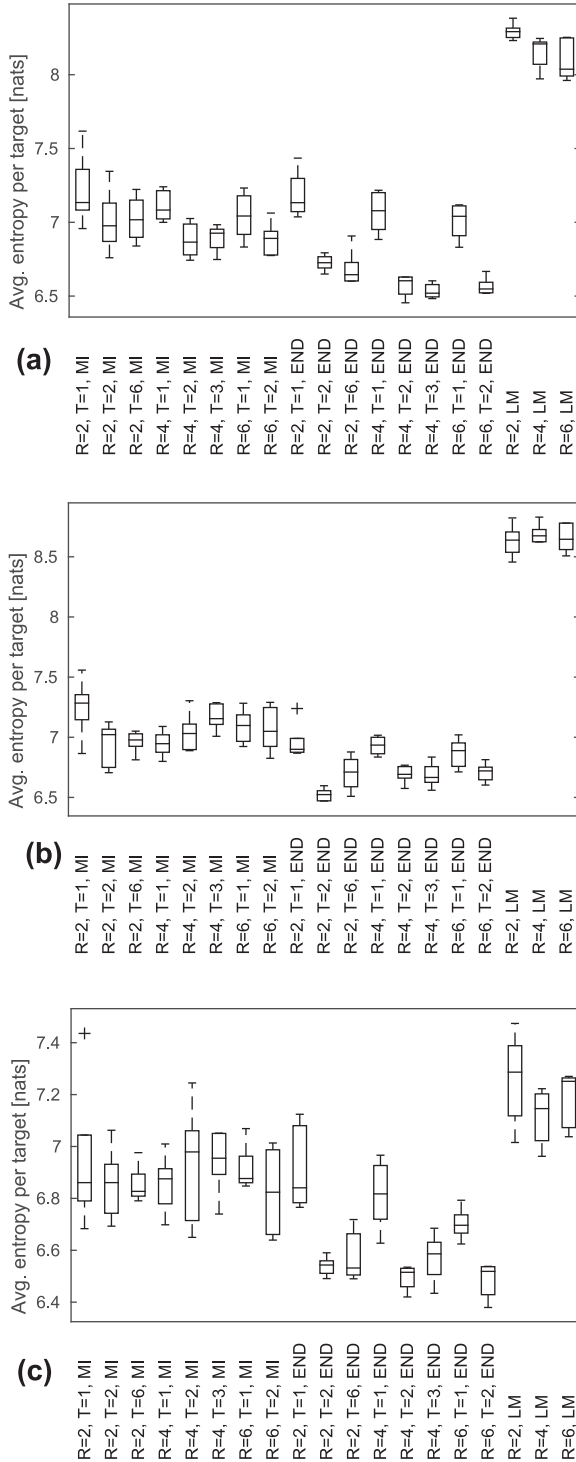 Avg. entropy per target [nats]
8
7.5
7
6.5
(a)
R=2, T=1, MI
R=2, T=2, MI
R=2, T=6, MI
R=4, T=1, MI
R=4, T=2, MI
R=4, T=3, MI
R=6, T=1, MI
R=6, T=2, MI
R=2, T=1, END
R=2, T=2, END
R=2, T=6, END
R=4, T=1, END
R=4, T=2, END
R=4, T=3, END
R=6, T=1, END
R=6, T=2, END
R=2, LM
R=4, LM
R=6, LM
Avg. entropy per target [nats]
8.5
8
7.5
7
6.5
(b)
R=2, T=1, MI
R=2, T=2, MI
R=2, T=6, MI
R=4, T=1, MI
R=4, T=2, MI
R=4, T=3, MI
R=6, T=1, MI
R=6, T=2, MI
R=2, T=1, END
R=2, T=2, END
R=2, T=6, END
R=4, T=1, END
R=4, T=2, END
R=4, T=3, END
R=6, T=1, END
R=6, T=2, END
R=2, LM
R=4, LM
R=6, LM
Avg. entropy per target [nats]
7.4
7.2
7
6.8
6.6
6.4
(c)
R=2, T=1, MI
R=2, T=2, MI
R=2, T=6, MI
R=4, T=1, MI
R=4, T=2, MI
R=4, T=3, MI
R=6, T=1, MI
R=6, T=2, MI
R=2, T=1, END
R=2, T=2, END
R=2, T=6, END
R=4, T=1, END
R=4, T=2, END
R=4, T=3, END
R=6, T=1, END
R=6, T=2, END
R=2, LM
R=4, LM
R=6, LM